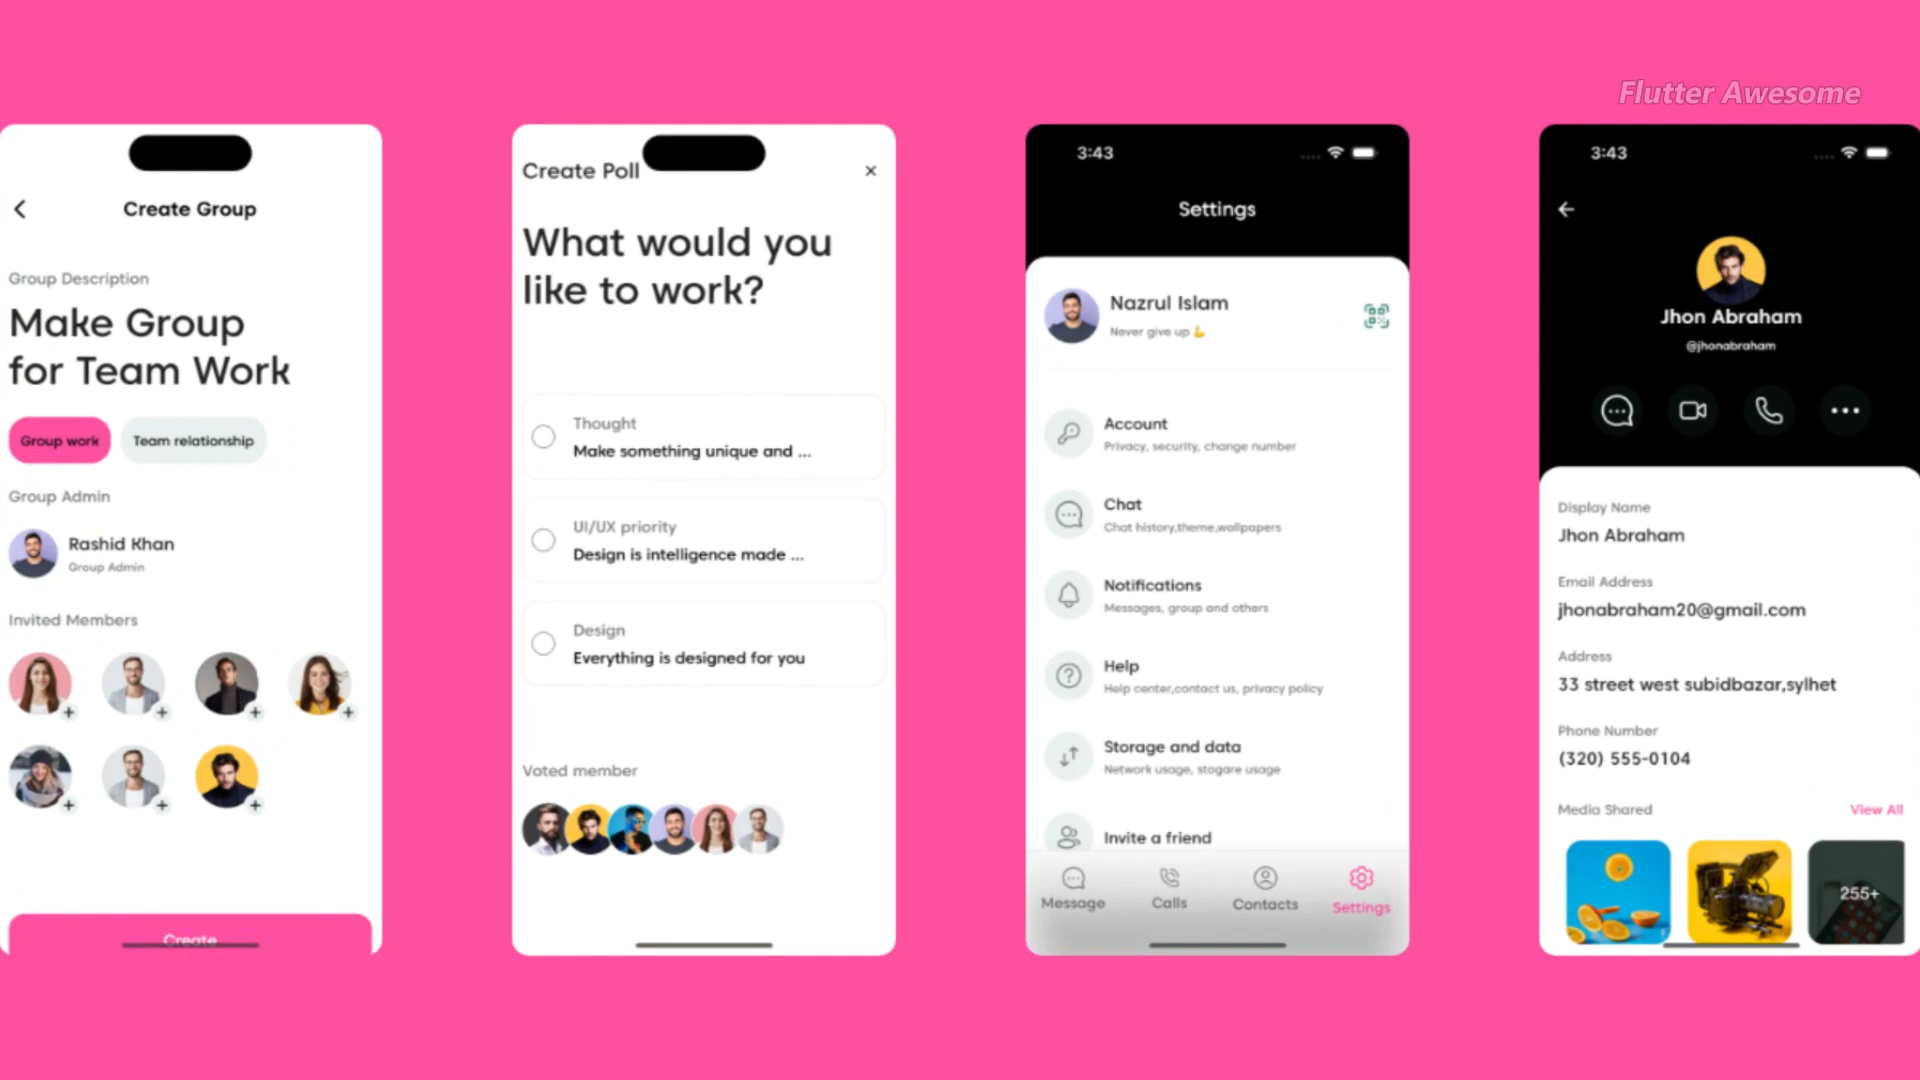 Flutter Awesome
Create Group
Group Description
Make Group
for Team Work
Group work
Team relationship
Group Admin
Rashid Khan
Group Admin
Invited Members
Create
Create Poll
What would you
like to work?
Thought
Make something unique and ...
UI/UX priority
Design is intelligence made ...
Design
Everything is designed for you
Voted member
3:43
Settings
Nazrul Islam
Never give up 💪
Account
Privacy, security, change number
Chat
Chat history,theme,wallpapers
Notifications
Messages, group and others
Help
Help center,contact us, privacy policy
Storage and data
Network usage, stogare usage
Invite a friend
Message
Calls
Contacts
Settings
3:43
Jhon Abraham
@jhonabraham
Display Name
Jhon Abraham
Email Address
jhonabraham20@gmail.com
Address
33 street west subidbazar,sylhet
Phone Number
(320) 555-0104
Media Shared
View All
255+